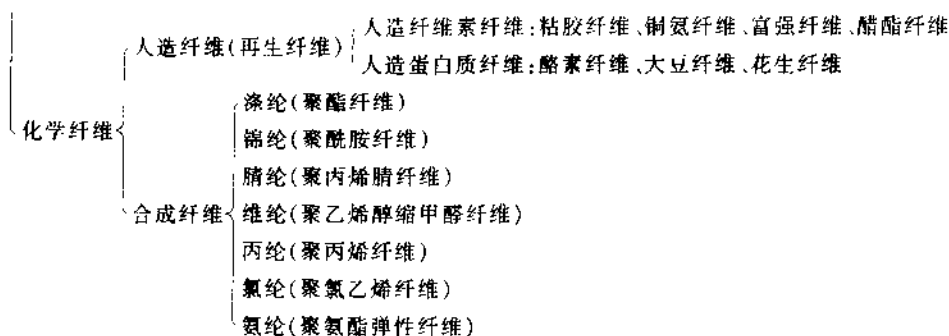 人造纤维素纤维:粘胶纤维、铜氨纤维、富强纤维、醋酯纤维
人造纤维(再生纤维)
人造蛋白质纤维:酪素纤维、大豆纤维、花生纤维
涤纶(聚酯纤维)
化学纤维
锦纶(聚酰胺纤维)
腈纶(聚丙烯腈纤维)
合成纤维
维纶(聚乙烯醇缩甲醛纤维)
丙纶(聚丙烯纤维)
氯纶(聚氯乙烯纤维)
氨纶(聚氨酯弹性纤维)